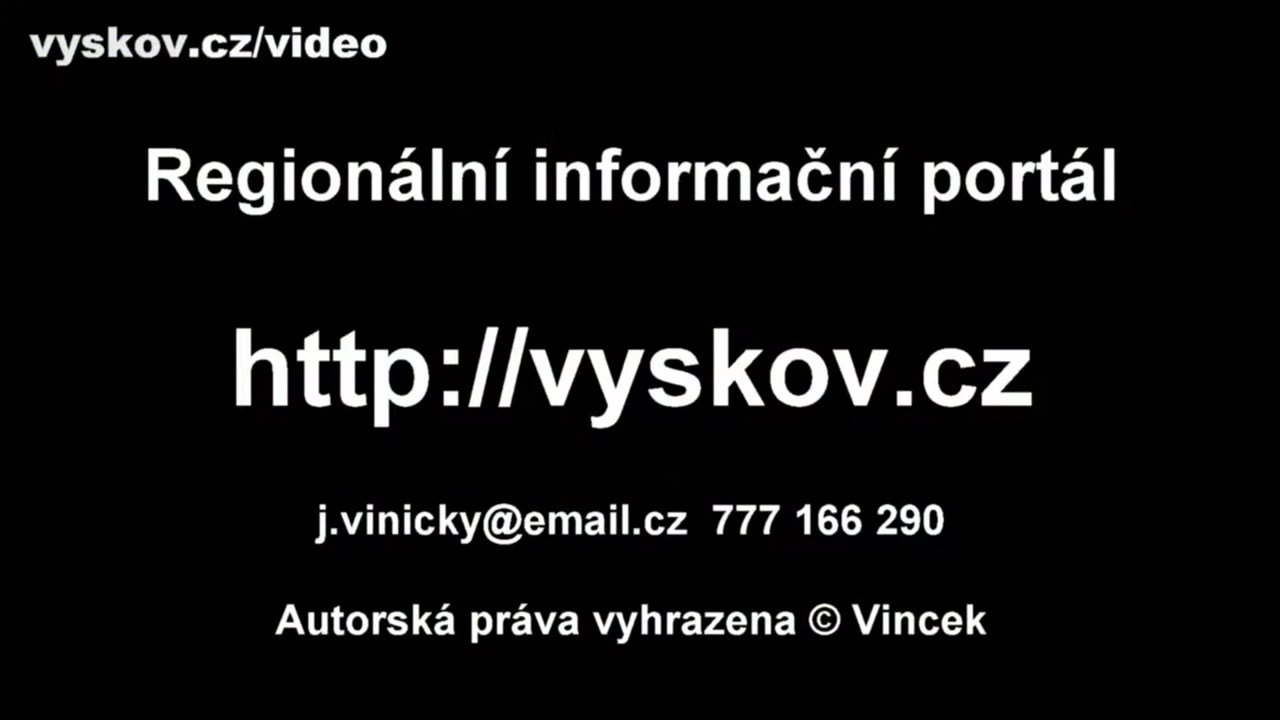 vyskov.cz/video
Regionální informační portál
http://vyskov.cz
j.vinicky@email.cz 777 166 290
Autorská práva vyhrazena © Vincek